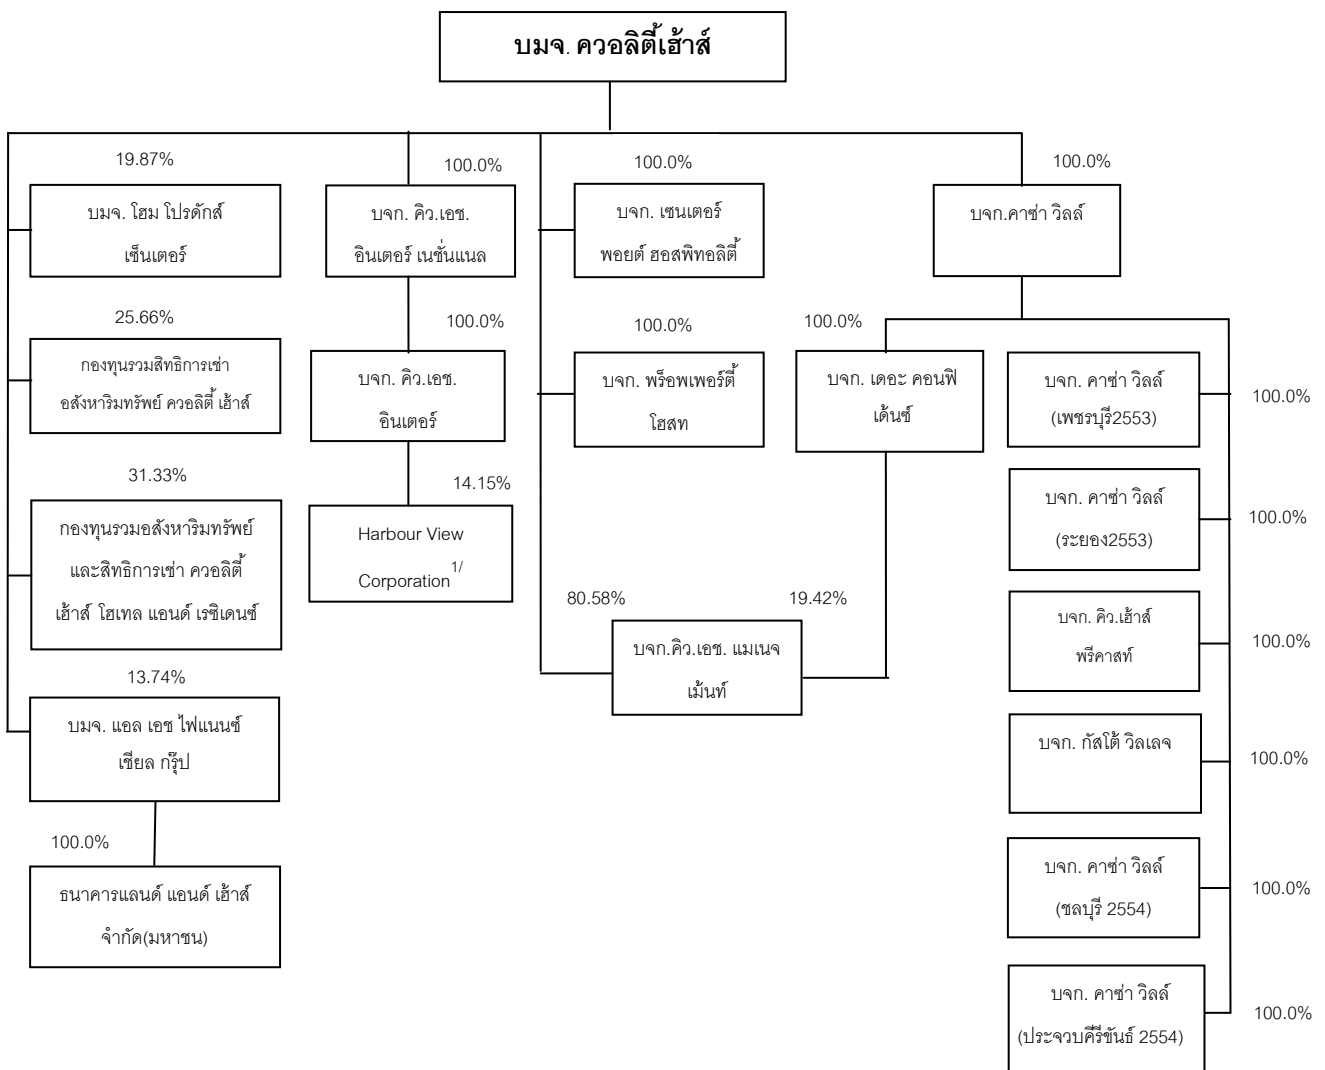 บมจ. ควอลิตี้เฮ้าส์
19.87%
100.0%
100.0%
100.0%
บมจ. โฮม โปรดักส์
เซ็นเตอร์
บจก. คิว.เอช.
อินเตอร์ เนชั่นแนล
บจก. เซนเตอร์
พอยต์ ฮอสพิทอลิตี้
บจก.คาซ่า วิลล์
25.66%
100.0%
100.0%
100.0%
กองทุนรวมสิทธิการเช่า
อสังหาริมทรัพย์ ควอลิตี้ เฮ้าส์
บจก. คิว.เอช.
อินเตอร์
บจก. พร็อพเพอร์ตี้
โฮสท
บจก. เดอะ คอนฟิ
เด้นซ์
บจก. คาซ่า วิลล์
(เพชรบุรี2553)
100.0%
31.33%
14.15%
กองทุนรวมอสังหาริมทรัพย์
และสิทธิการเช่า ควอลิตี้
เฮ้าส์ โฮเทล แอนด์ เรซิเดนซ์
Harbour View
Corporation 1/
บจก. คาซ่า วิลล์
(ระยอง2553)
100.0%
80.58%
19.42%
บจก.คิว.เอช. แมเนจ
เม้นท์
บจก. คิว.เฮ้าส์
พรีคาสท์
100.0%
13.74%
บมจ. แอล เอช ไฟแนนซ์
เชียล กรุ๊ป
บจก. กัสโต้ วิลเลจ
100.0%
100.0%
ธนาคารแลนด์ แอนด์ เฮ้าส์
จำกัด(มหาชน)
บจก. คาซ่า วิลล์
(ชลบุรี 2554)
100.0%
บจก. คาซ่า วิลล์
(ประจวบคีรีขันธ์ 2554)
100.0%